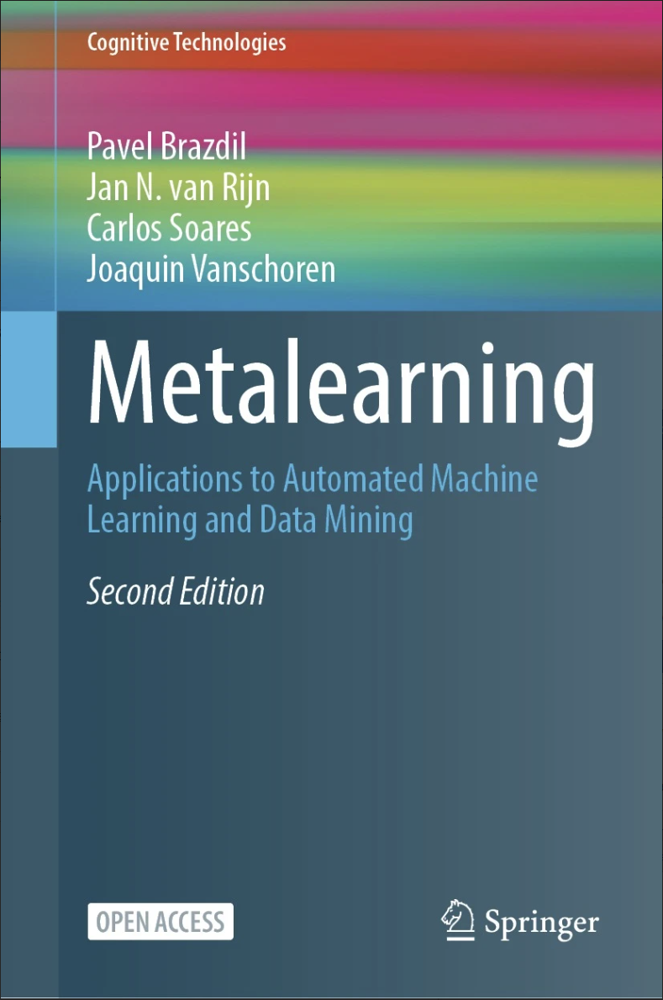 Cognitive Technologies
Pavel Brazdil
Jan N. van Rijn
Carlos Soares
Joaquin Vanschoren
Metalearning
Applications to Automated Machine
Learning and Data Mining
Second Edition
OPEN ACCESS
Springer